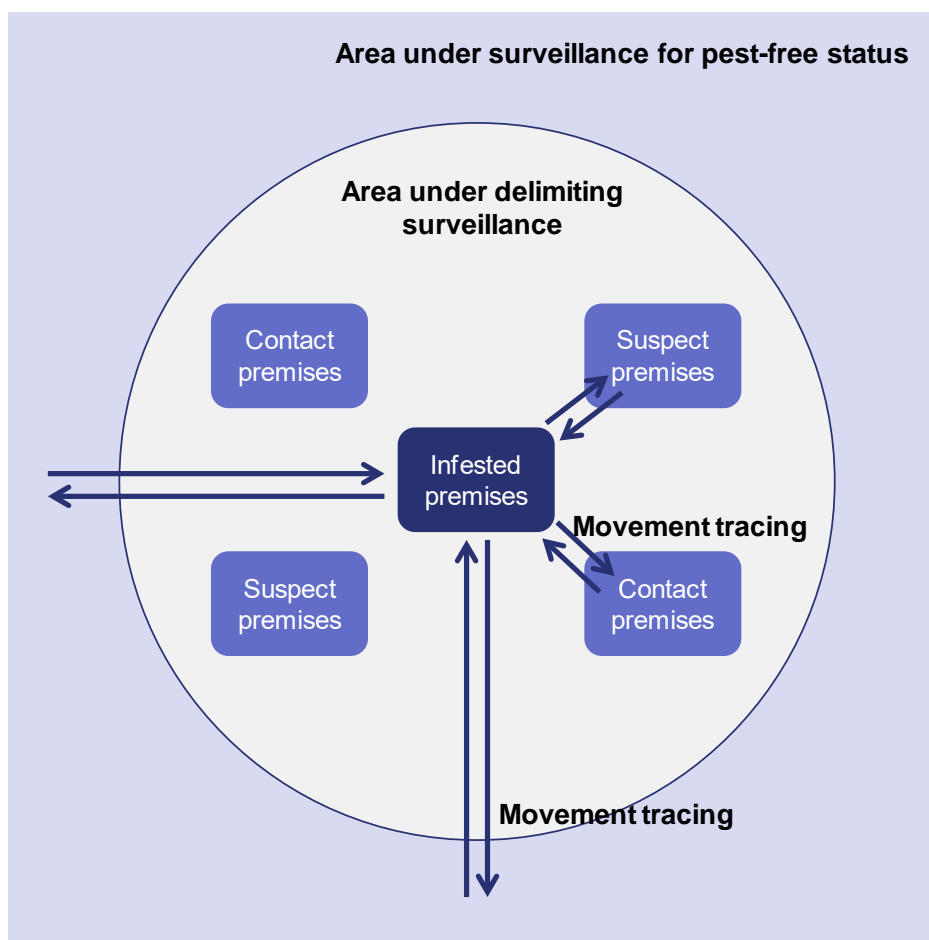 Area under surveillance for pest-free status
Area under delimiting
surveillance
Contact
premises
Suspect
premises
Infested
premises
Movement tracing
Suspect
premises
Contact
premises
Movement tracing